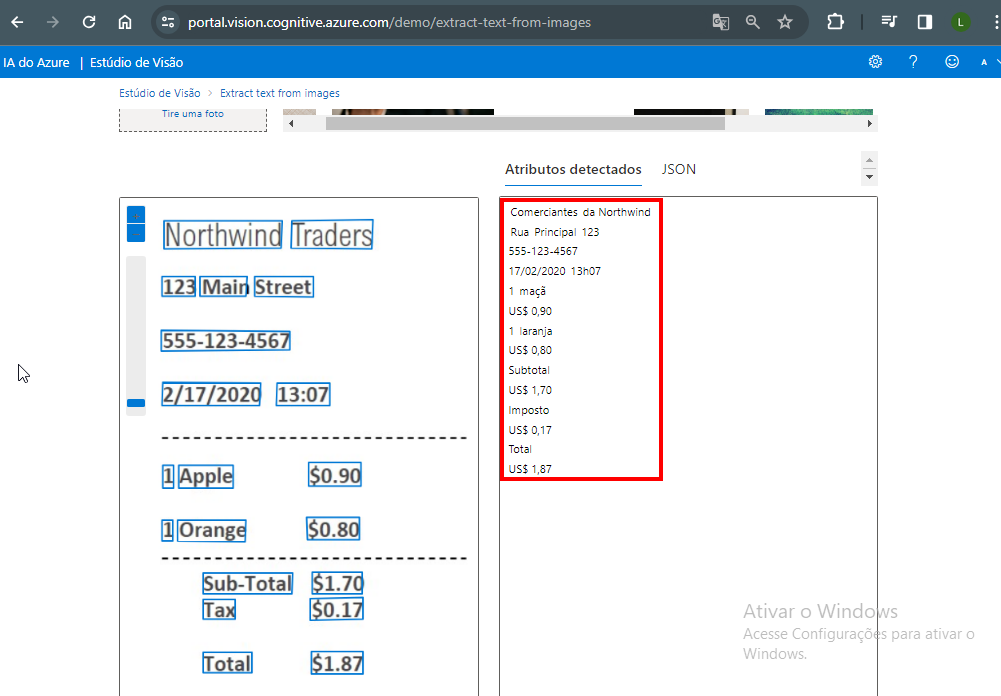 portal.vision.cognitive.azure.com/demo/extract-text-from-images
L
IA do Azure | Estúdio de Visão
?
A
Estúdio de Visão > Extract text from images
Tire uma foto
Atributos detectados JSON
Northwind Traders
123 Main Street
555-123-4567
2/17/2020 13:07
1 Apple $0.90
1 Orange $0.80
Sub-Total $1.70
Tax $0.17
Total $1.87
Comerciantes da Northwind
Rua Principal 123
555-123-4567
17/02/2020 13h07
1 maçã
US$ 0,90
1 laranja
US$ 0,80
Subtotal
US$ 1,70
Imposto
US$ 0,17
Total
US$ 1,87
Ativar o Windows
Acesse Configurações para ativar o
Windows.